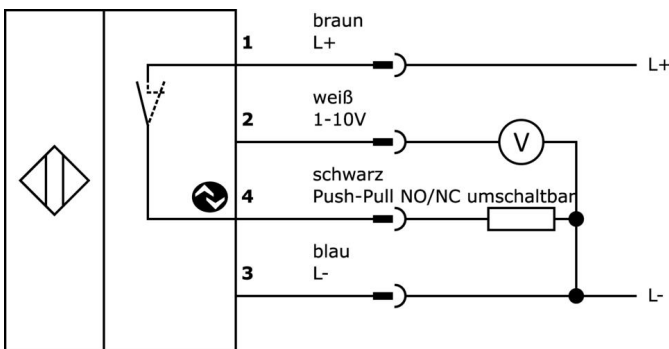 braun
1 L+
L+
weiß
2 1-10V
V
schwarz
4 Push-Pull NO/NC umschaltbar
blau
3 L-
L-